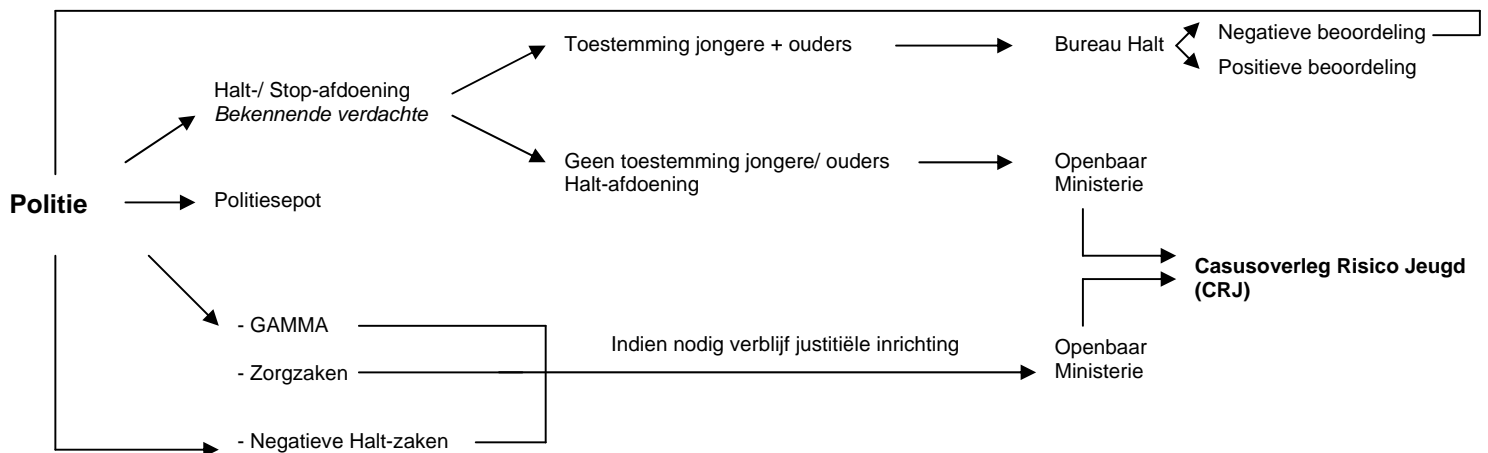 Toestemming jongere + ouders
Bureau Halt
Negatieve beoordeling
Positieve beoordeling
Halt-/ Stop-afdoening
Bekennende verdachte
Geen toestemming jongere/ ouders
Halt-afdoening
Openbaar
Ministerie
Politie
Politiesepot
Casusoverleg Risico Jeugd
(CRJ)
- GAMMA
- Zorgzaken
- Negatieve Halt-zaken
Indien nodig verblijf justitiële inrichting
Openbaar
Ministerie